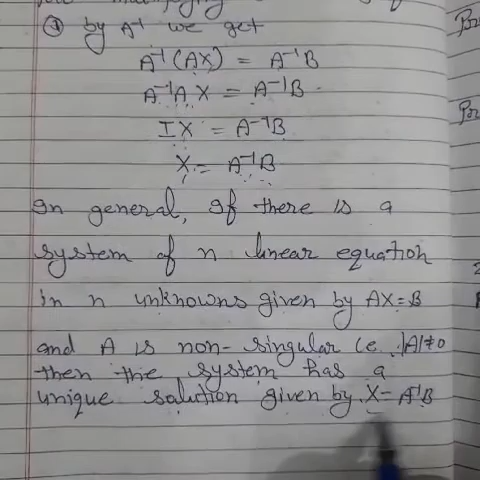 ① by A⁻¹ we get
A⁻¹(AX) = A⁻¹B
A⁻¹A X = A⁻¹B
IX = A⁻¹B
X = A⁻¹B
In general, If there is a
system of n linear equation
in n unknowns given by AX=B
and A is non-singular i.e. |A|≠0
then the system has a
unique solution given by X = A⁻¹B